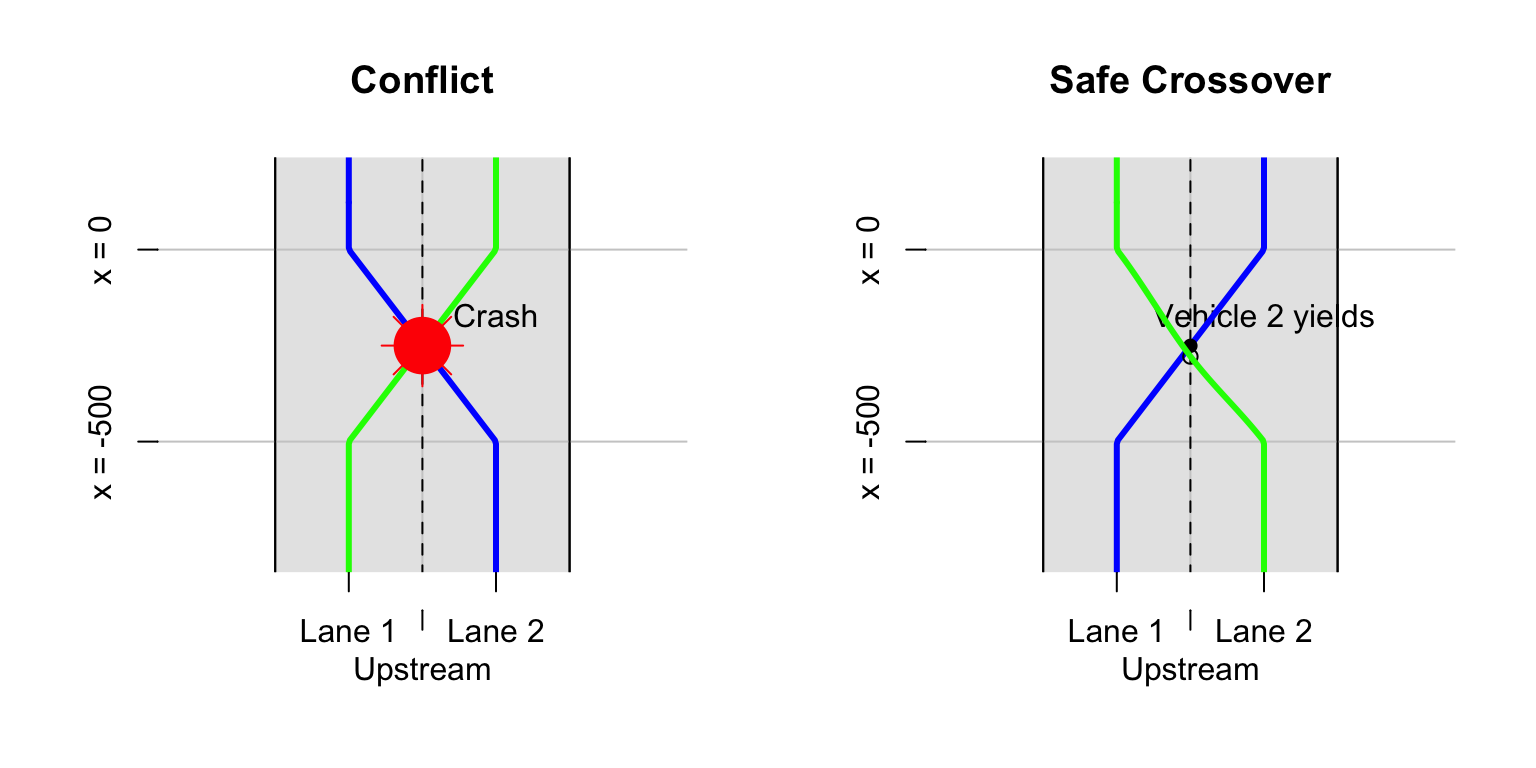 Conflict
x = 0
Crash
x = -500
Lane 1
Lane 2
Upstream
Safe Crossover
x = 0
Vehicle 2 yields
x = -500
Lane 1
Lane 2
Upstream